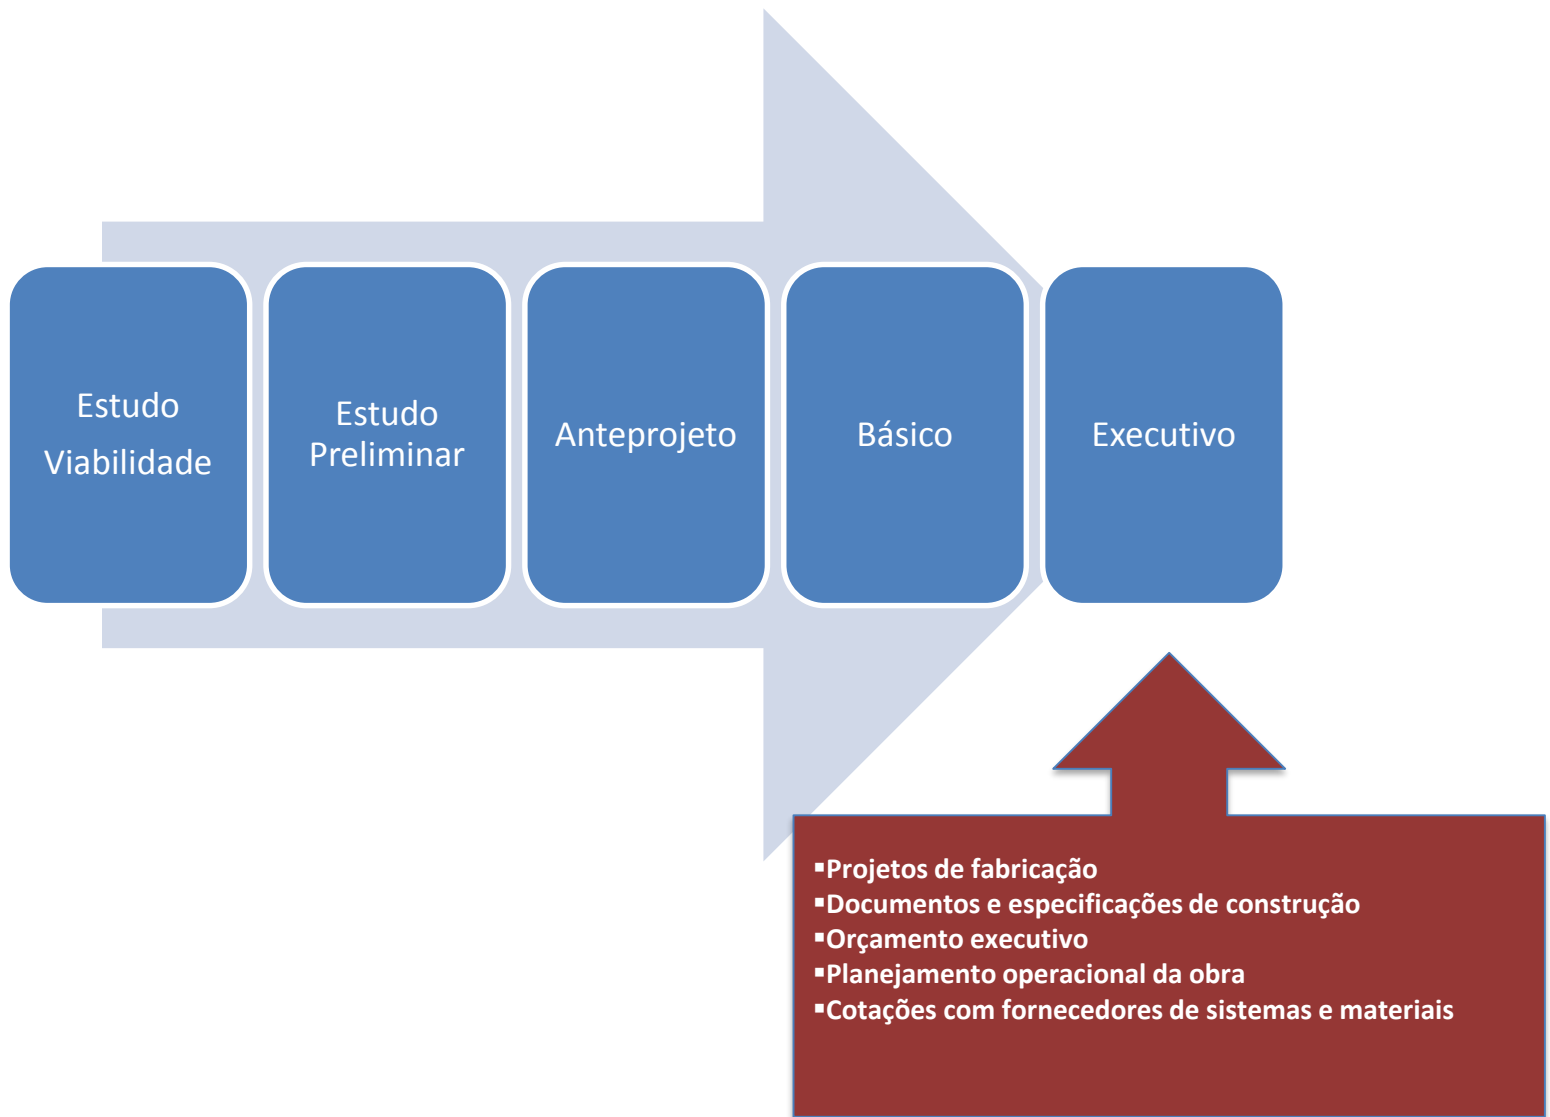 Estudo
Viabilidade
Estudo
Preliminar
Anteprojeto
Básico
Executivo
▪Projetos de fabricação
▪Documentos e especificações de construção
▪Orçamento executivo
▪Planejamento operacional da obra
▪Cotações com fornecedores de sistemas e materiais